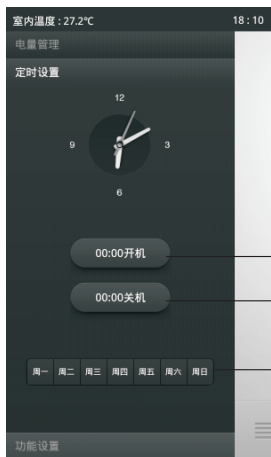 室内温度 : 27.2℃ 18 : 10
电量管理
定时设置
12
9 3
6
00:00开机
00:00关机
周一 周二 周三 周四 周五 周六 周日
功能设置